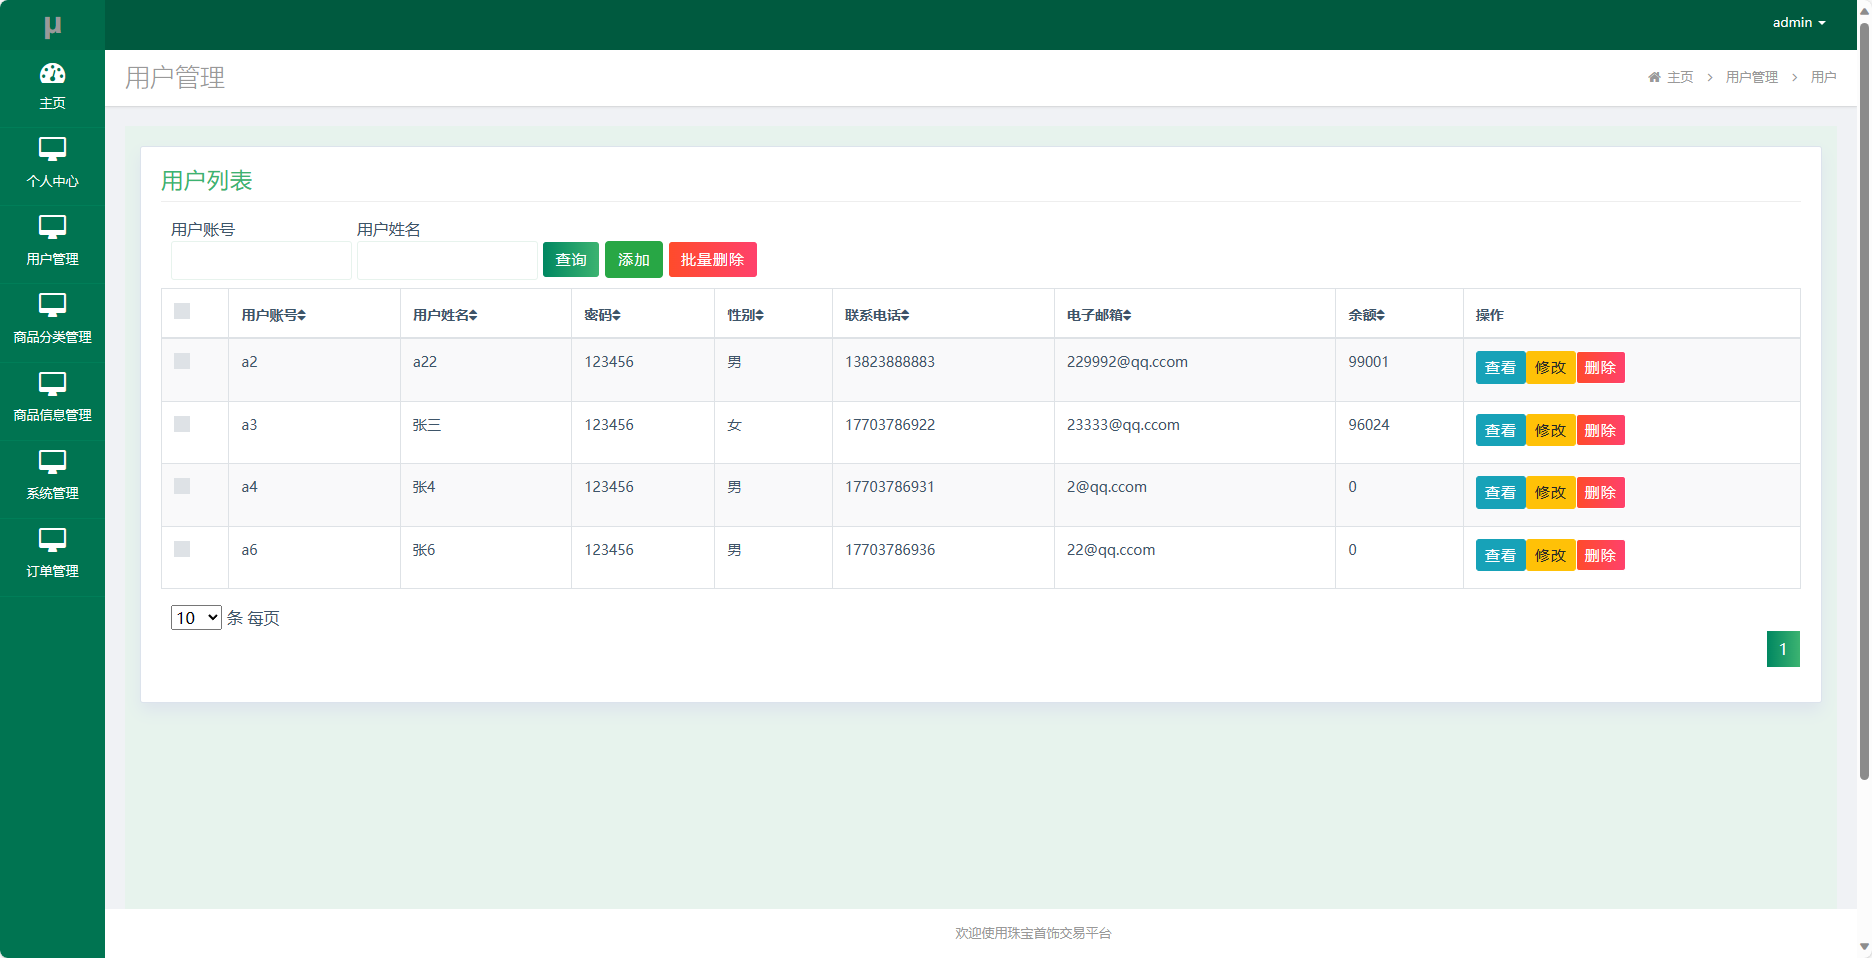 μ
admin
用户管理
主页 > 用户管理 > 用户
主页
个人中心
用户管理
商品分类管理
商品信息管理
系统管理
订单管理
用户列表
用户账号 用户姓名
查询 添加 批量删除
用户账号 用户姓名 密码 性别 联系电话 电子邮箱 余额 操作
a2 a22 123456 男 13823888883 229992@qq.ccom 99001 查看 修改 删除
a3 张三 123456 女 17703786922 23333@qq.ccom 96024 查看 修改 删除
a4 张4 123456 男 17703786931 2@qq.ccom 0 查看 修改 删除
a6 张6 123456 男 17703786936 22@qq.ccom 0 查看 修改 删除
10 条 每页
1
欢迎使用珠宝首饰交易平台